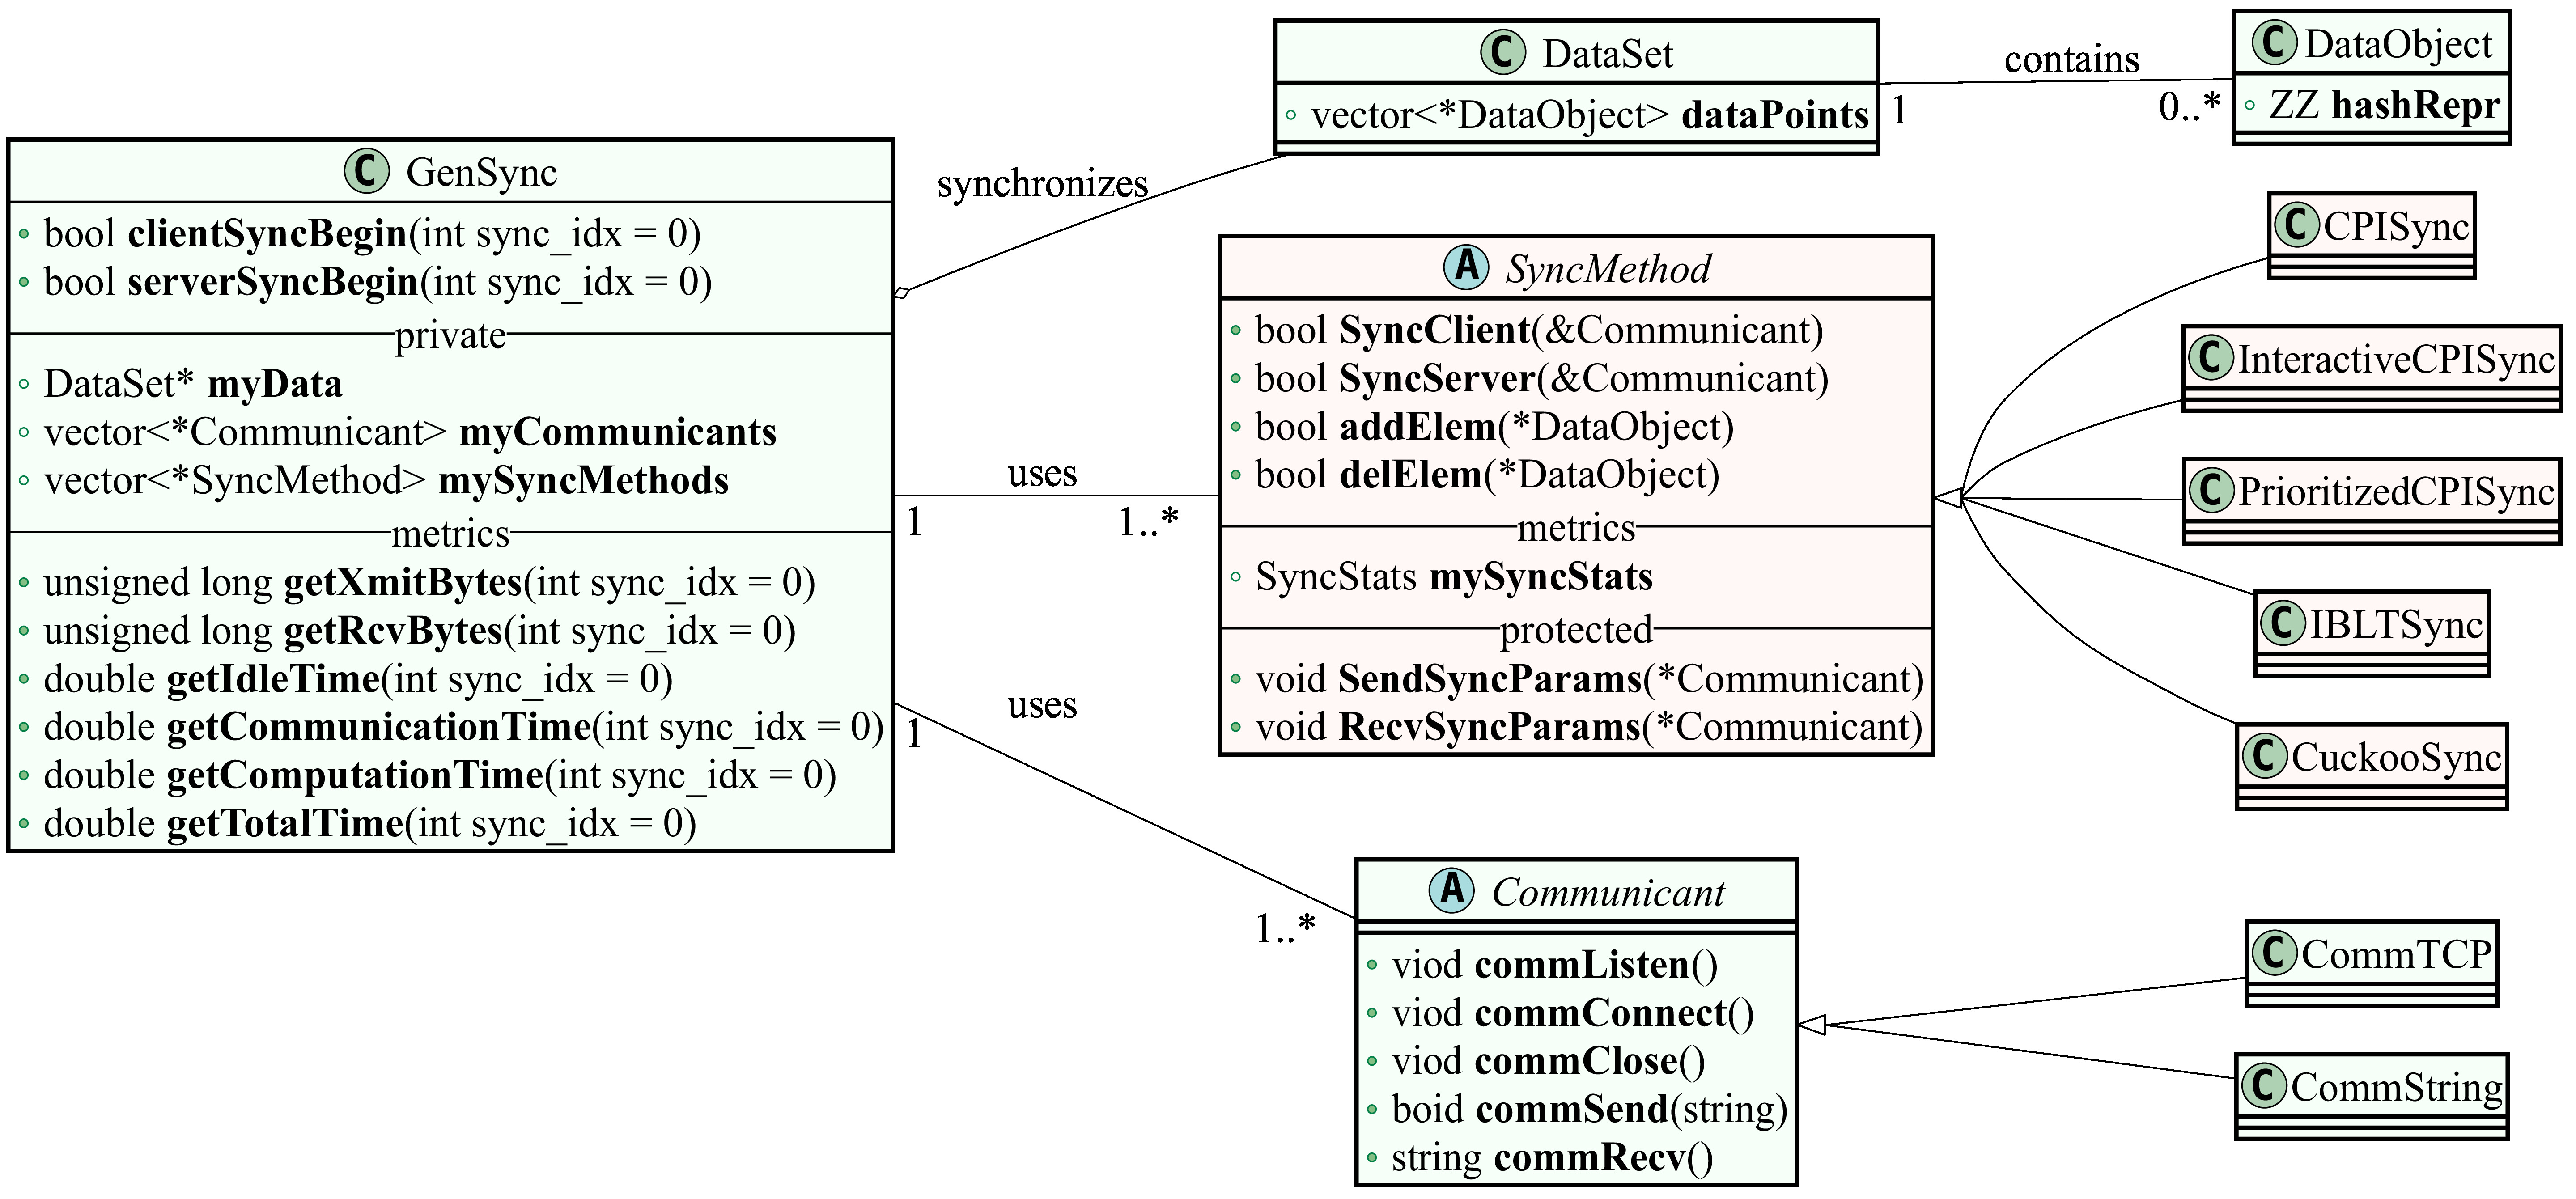 C GenSync
bool clientSyncBegin(int sync_idx = 0)
bool serverSyncBegin(int sync_idx = 0)
private
DataSet* myData
vector<*Communicant> myCommunicants
vector<*SyncMethod> mySyncMethods
metrics
unsigned long getXmitBytes(int sync_idx = 0)
unsigned long getRcvBytes(int sync_idx = 0)
double getIdleTime(int sync_idx = 0)
double getCommunicationTime(int sync_idx = 0)
double getComputationTime(int sync_idx = 0)
double getTotalTime(int sync_idx = 0)
synchronizes
uses
1
1..*
uses
1
1..*
C DataSet
vector<*DataObject> dataPoints
contains
1
0..*
C DataObject
ZZ hashRepr
A SyncMethod
bool SyncClient(&Communicant)
bool SyncServer(&Communicant)
bool addElem(*DataObject)
bool delElem(*DataObject)
metrics
SyncStats mySyncStats
protected
void SendSyncParams(*Communicant)
void RecvSyncParams(*Communicant)
C CPISync
C InteractiveCPISync
C PrioritizedCPISync
C IBLTSync
C CuckooSync
A Communicant
viod commListen()
viod commConnect()
viod commClose()
boid commSend(string)
string commRecv()
C CommTCP
C CommString